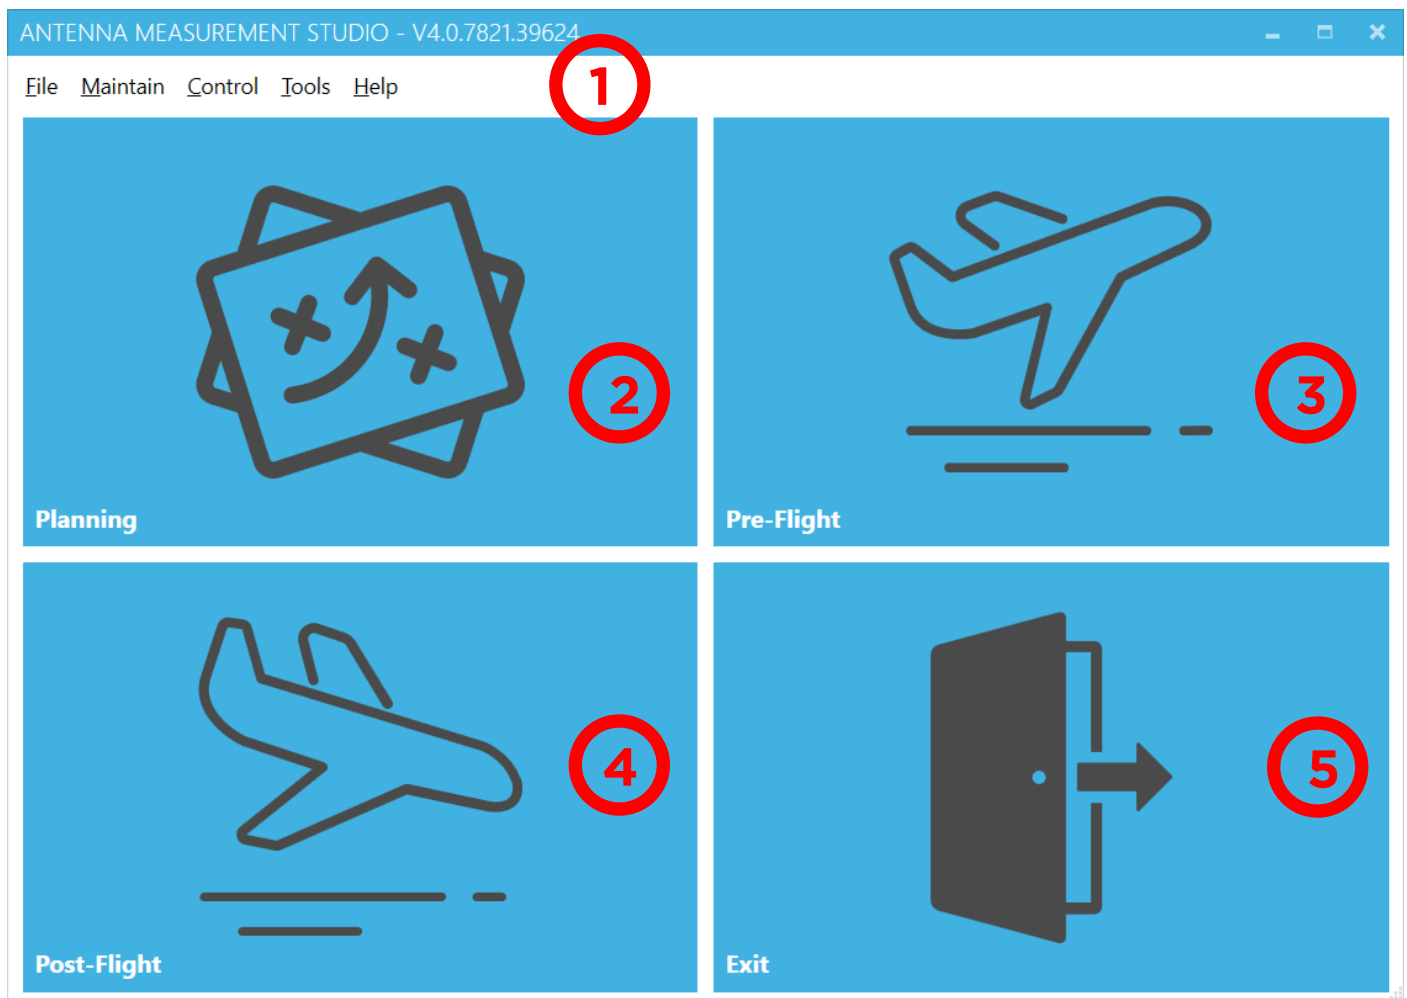 ANTENNA MEASUREMENT STUDIO - V4.0.7821.39624
File Maintain Control Tools Help
1
2
3
Planning
Pre-Flight
4
5
Post-Flight
Exit